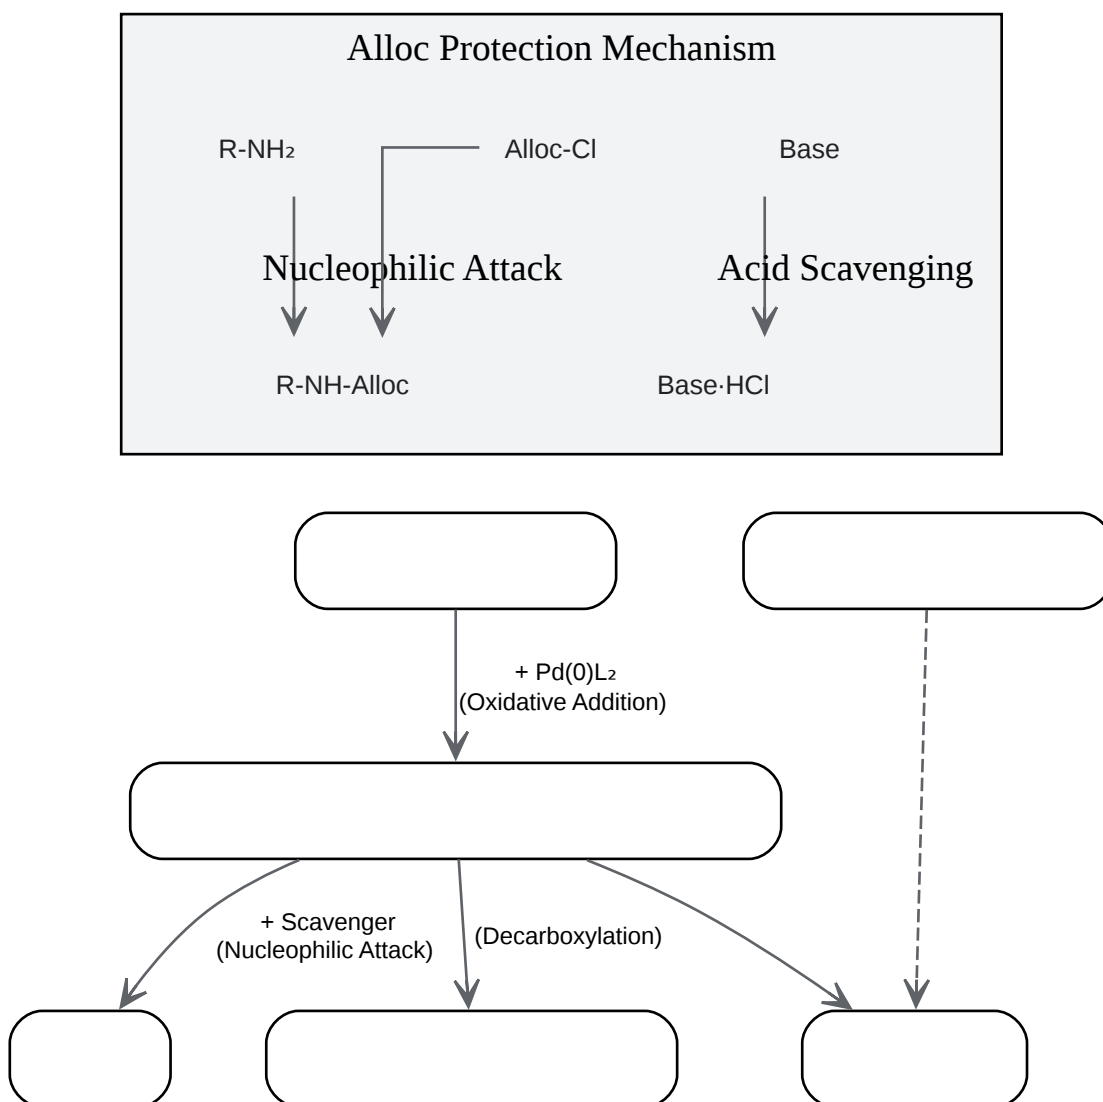 Alloc Protection Mechanism
R-NH₂
Alloc-Cl
Base
Nucleophilic Attack
Acid Scavenging
R-NH-Alloc
Base·HCl
+ Pd(0)L₂
(Oxidative Addition)
+ Scavenger
(Nucleophilic Attack)
(Decarboxylation)